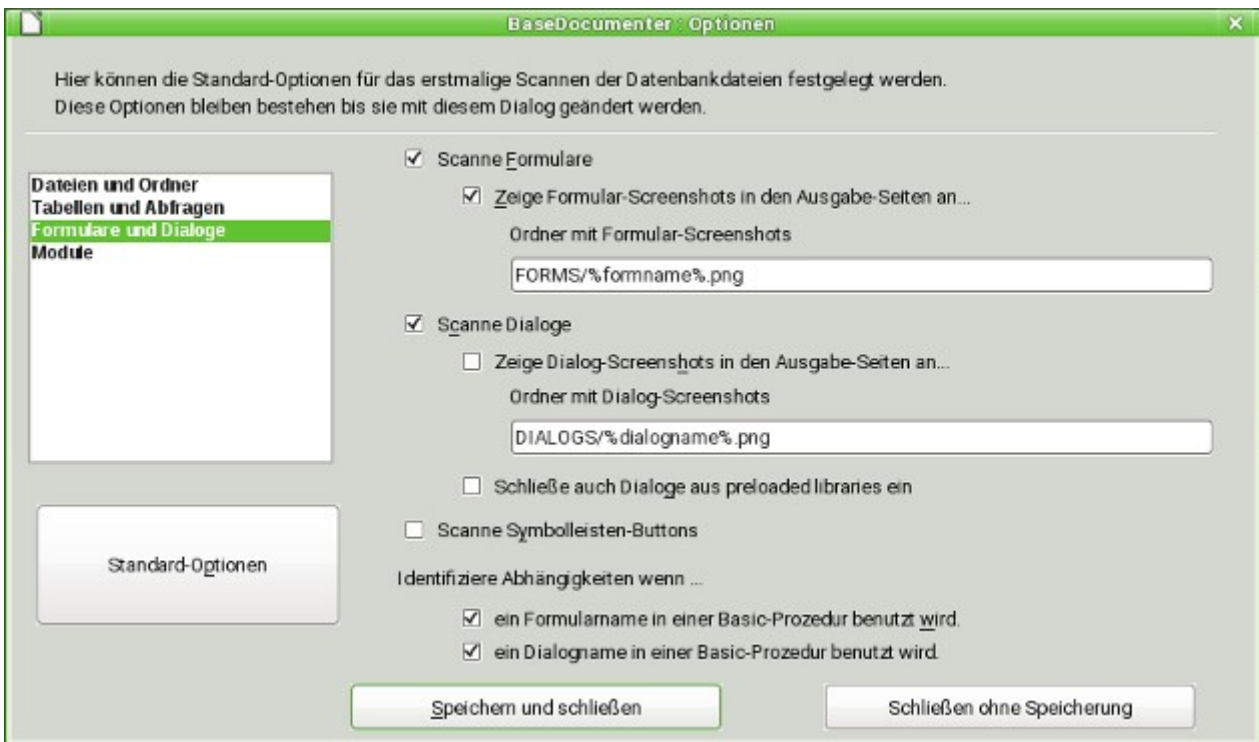 BaseDocumenter : Optionen
Hier können die Standard-Optionen für das erstmalige Scannen der Datenbankdateien festgelegt werden.
Diese Optionen bleiben bestehen bis sie mit diesem Dialog geändert werden.
Dateien und Ordner
Tabellen und Abfragen
Formulare und Dialoge
Module
Standard-Optionen
Scanne Formulare
Zeige Formular-Screenshots in den Ausgabe-Seiten an...
Ordner mit Formular-Screenshots
FORMS/%formname%.png
Scanne Dialoge
Zeige Dialog-Screenshots in den Ausgabe-Seiten an...
Ordner mit Dialog-Screenshots
DIALOGS/%dialogname%.png
Schließe auch Dialoge aus preloaded libraries ein
Scanne Symbolleisten-Buttons
Identifiziere Abhängigkeiten wenn ...
ein Formularname in einer Basic-Prozedur benutzt wird.
ein Dialogname in einer Basic-Prozedur benutzt wird.
Speichern und schließen
Schließen ohne Speicherung